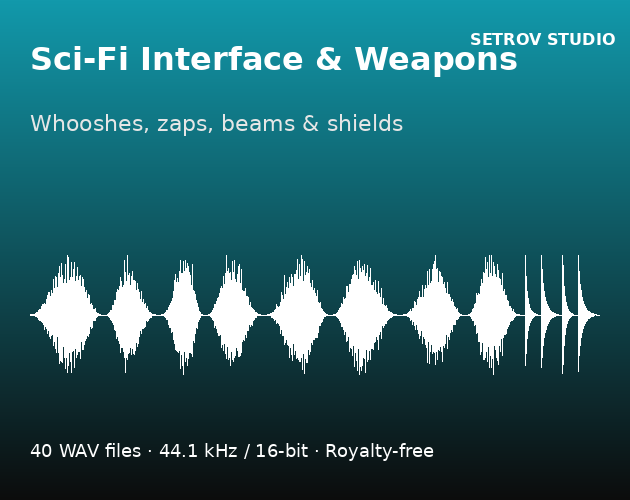 SETROV STUDIO
Sci-Fi Interface & Weapons
Whooshes, zaps, beams & shields
40 WAV files · 44.1 kHz / 16-bit · Royalty-free